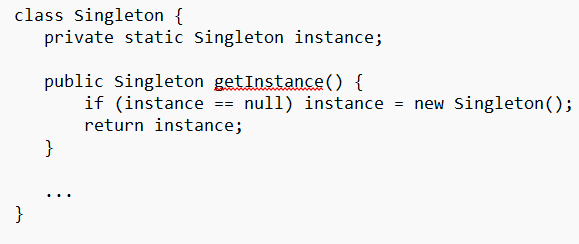 class Singleton {
private static Singleton instance;
public Singleton getInstance() {
if (instance == null) instance = new Singleton();
return instance;
}
...
}